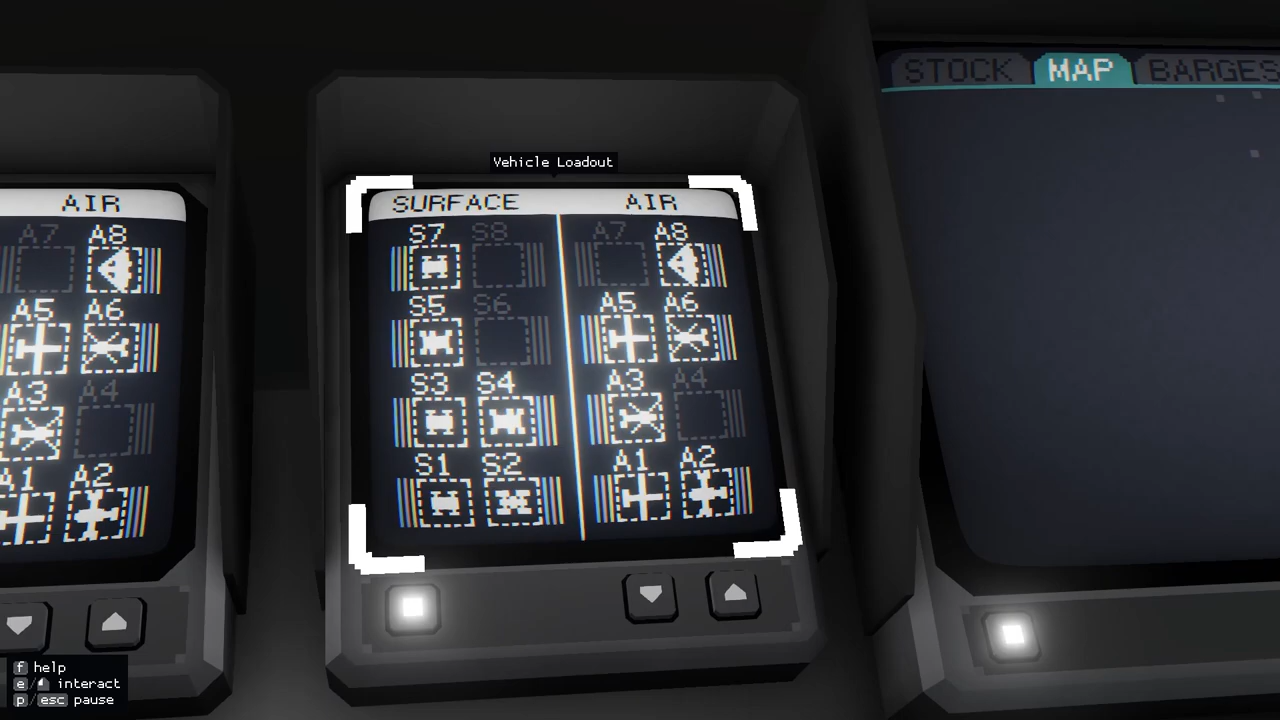 STOCK MAP BARGES
Vehicle Loadout
AIR
A7 A8
A5 A6
A3 A4
A1 A2
SURFACE AIR
S7 S8 A7 A8
S5 S6 A5 A6
S3 S4 A3 A4
S1 S2 A1 A2
f help
e / interact
p / esc pause